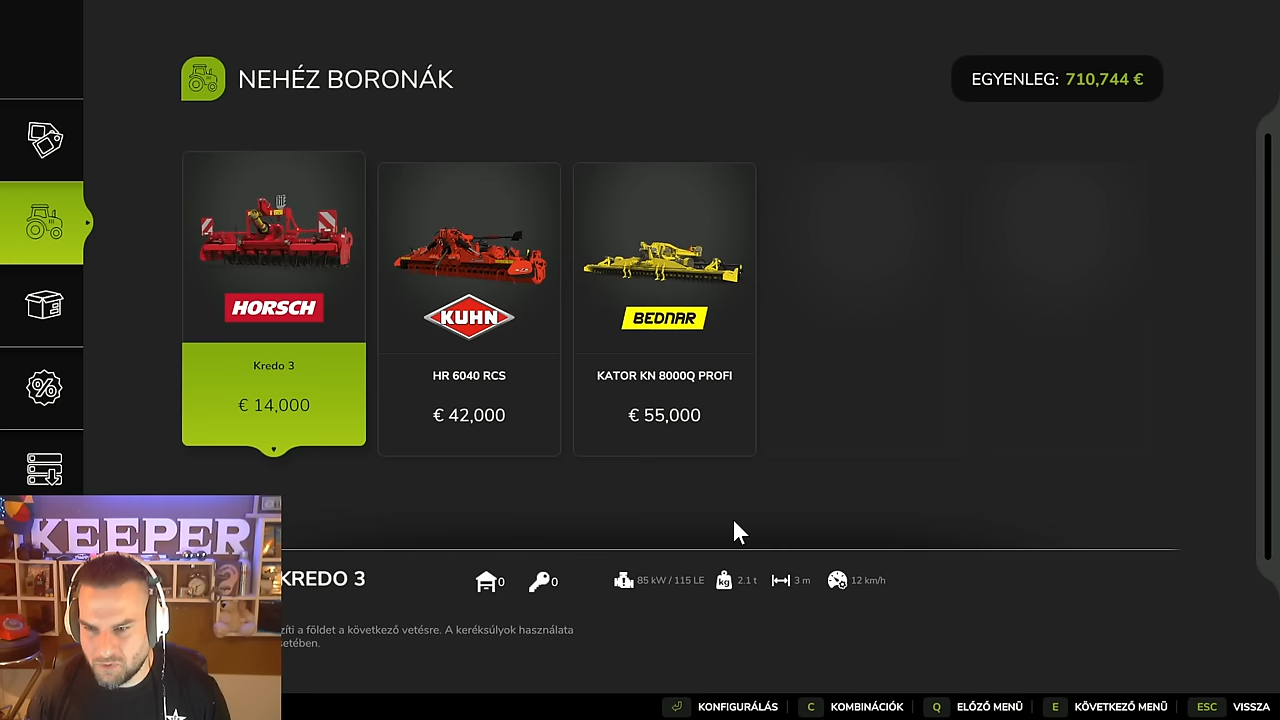 NEHÉZ BORONÁK
EGYENLEG: 710,744 €
HORSCH
Kredo 3
€ 14,000
KUHN
HR 6040 RCS
€ 42,000
BEDNAR
KATOR KN 8000Q PROFI
€ 55,000
KEEPER
KREDO 3
0
0
85 kW / 115 LE
2.1 t
3 m
12 km/h
a földet a következő vetésre. A keréksúlyok használata
KONFIGURÁLÁS
C KOMBINÁCIÓK
Q ELŐZŐ MENÜ
E KÖVETKEZŐ MENÜ
ESC VISSZA